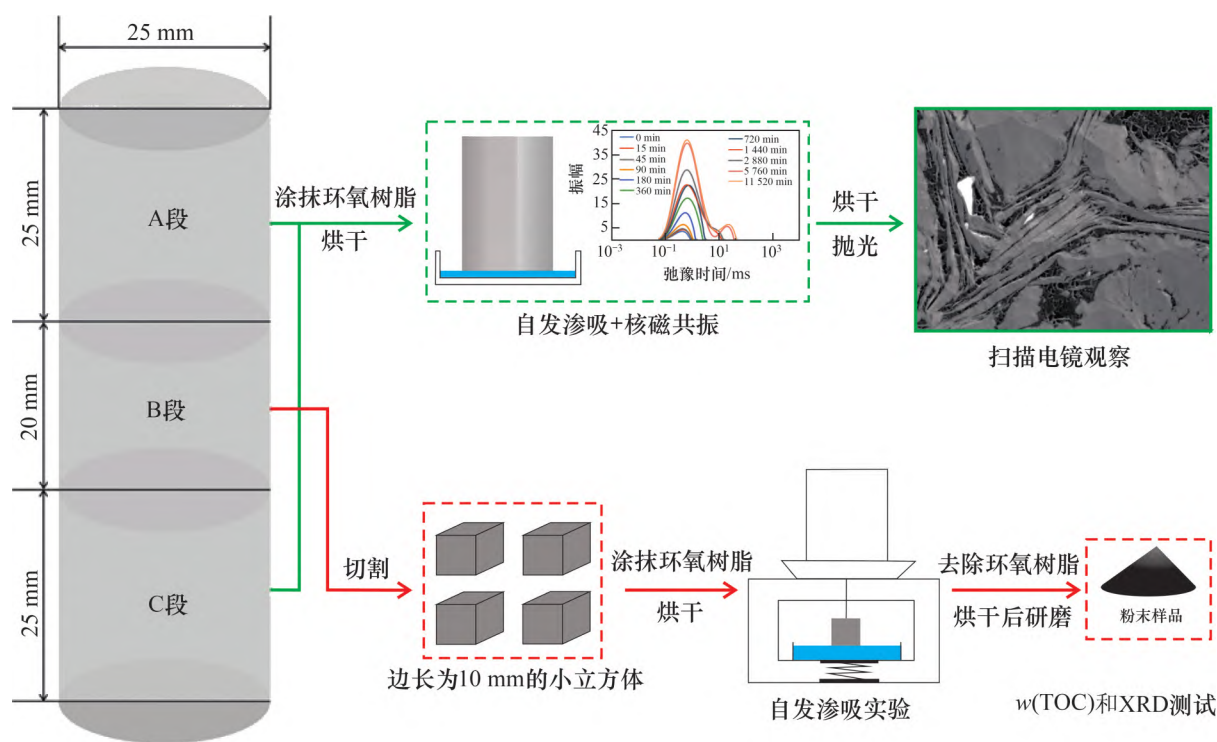 25 mm
25 mm
A段
20 mm
B段
25 mm
C段
涂抹环氧树脂
烘干
振幅
45
35
25
15
5
0 min
15 min
45 min
90 min
180 min
360 min
720 min
1 440 min
2 880 min
5 760 min
11 520 min
10⁻³
10⁻¹
10¹
10³
弛豫时间/ms
自发渗吸+核磁共振
烘干
抛光
扫描电镜观察
切割
边长为10 mm的小立方体
涂抹环氧树脂
烘干
自发渗吸实验
去除环氧树脂
烘干后研磨
粉末样品
w(TOC)和XRD测试